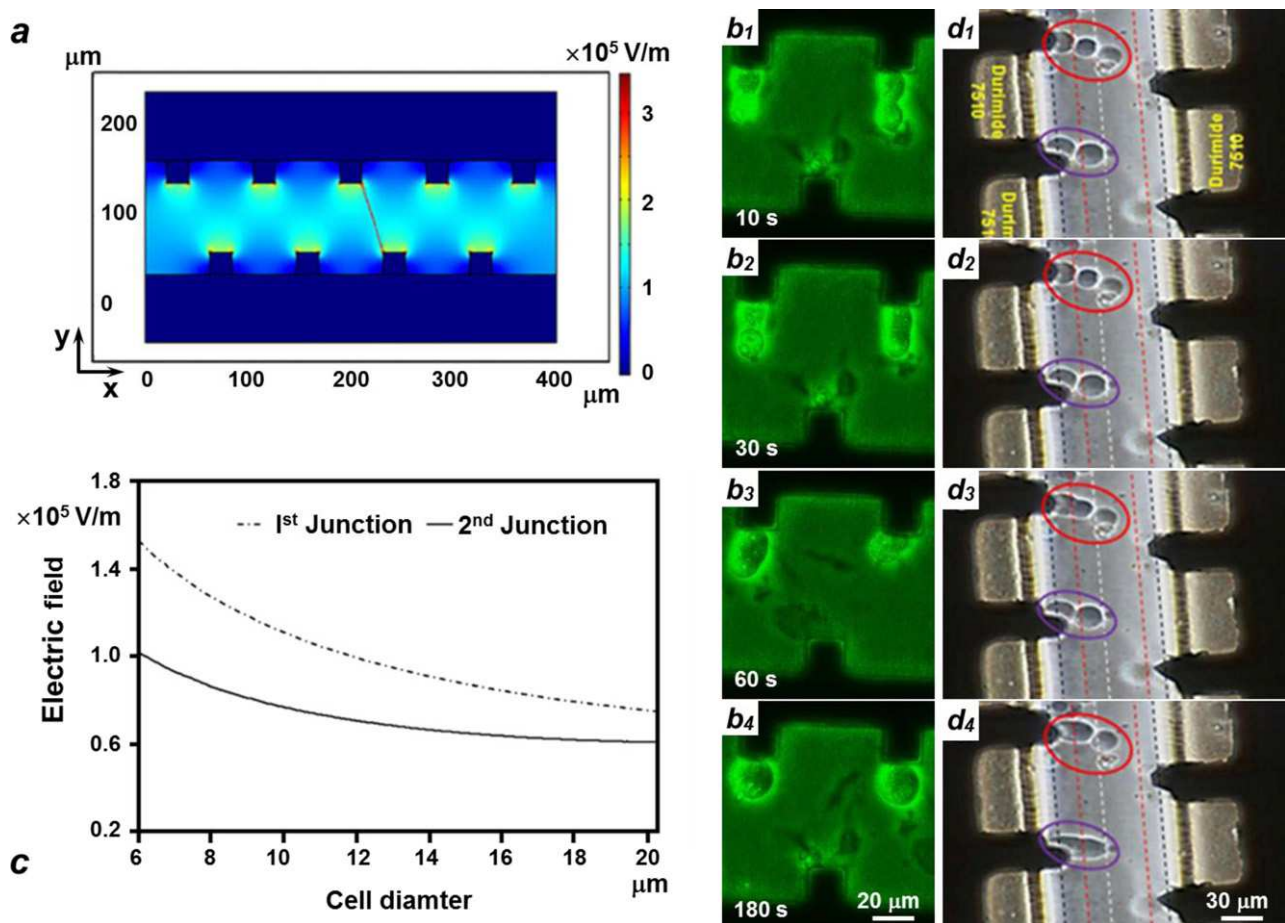 a
μm
×10⁵ V/m
200
100
0
3
2
1
0
y
x
0
100
200
300
400
μm
b1
10 s
b2
30 s
b3
60 s
b4
180 s
20 μm
d1
Durimide
7510
Durimide
7510
Durim
751
d2
d3
d4
30 μm
c
×10⁵ V/m
Electric field
1.8
1.4
1.0
0.6
0.2
Ist Junction
2nd Junction
6
8
10
12
14
16
18
20
μm
Cell diamter